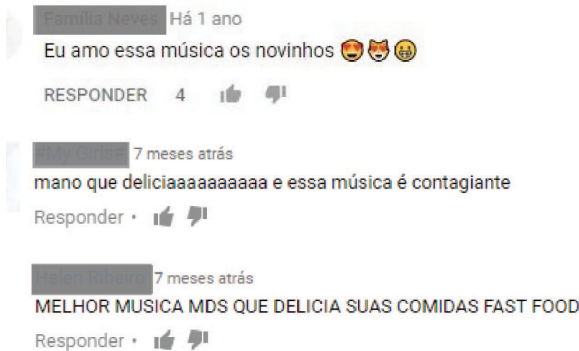 Há 1 ano
Eu amo essa música os novinhos 😍😻😁
RESPONDER 4
7 meses atrás
mano que deliciaaaaaaaaaa e essa música é contagiante
Responder •
7 meses atrás
MELHOR MUSICA MDS QUE DELICIA SUAS COMIDAS FAST FOOD
Responder •